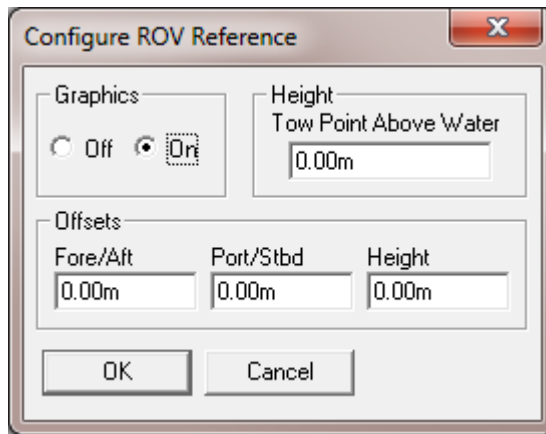 Configure ROV Reference
Graphics
Off On
Height
Tow Point Above Water
0.00m
Offsets
Fore/Aft Port/Stbd Height
0.00m 0.00m 0.00m
OK Cancel